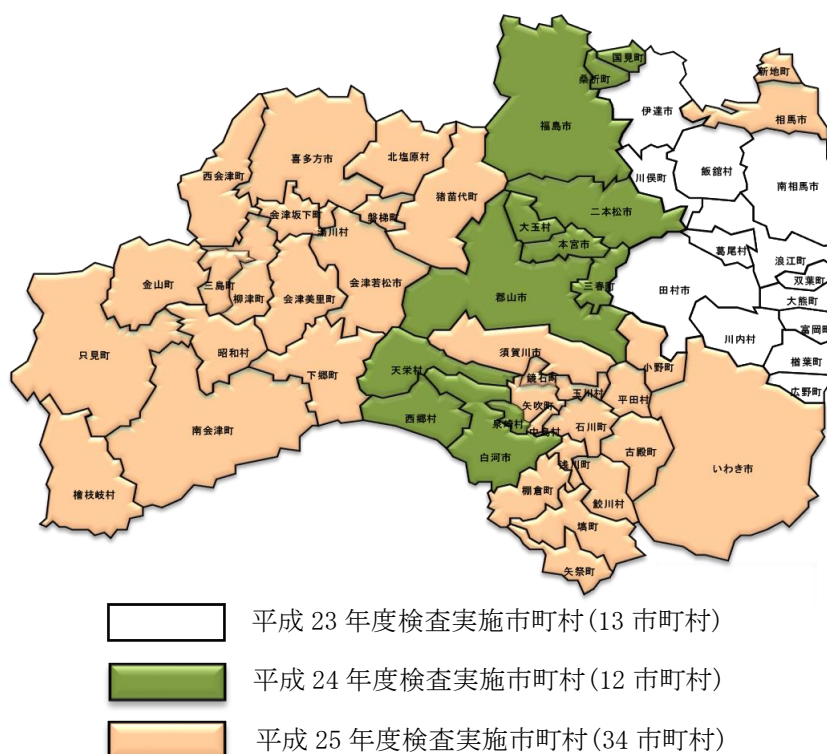 国見町
桑折町
新地町
伊達市
相馬市
福島市
喜多方市
北塩原村
飯舘村
西会津町
川俣町
南相馬市
猪苗代町
会津坂下町
磐梯町
二本松市
湯川村
大玉村
本宮市
葛尾村
浪江町
金山町
三島町
柳津町
会津美里町
会津若松市
三春町
田村市
双葉町
大熊町
郡山市
富岡町
川内村
只見町
昭和村
須賀川市
天栄村
下郷町
小野町
楢葉町
鏡石町
玉川村
平田村
広野町
矢吹町
西郷村
泉崎村
中島村
石川町
南会津町
白河市
古殿町
浅川町
いわき市
檜枝岐村
棚倉町
鮫川村
塙町
矢祭町
平成 23 年度検査実施市町村(13 市町村)
平成 24 年度検査実施市町村(12 市町村)
平成 25 年度検査実施市町村(34 市町村)